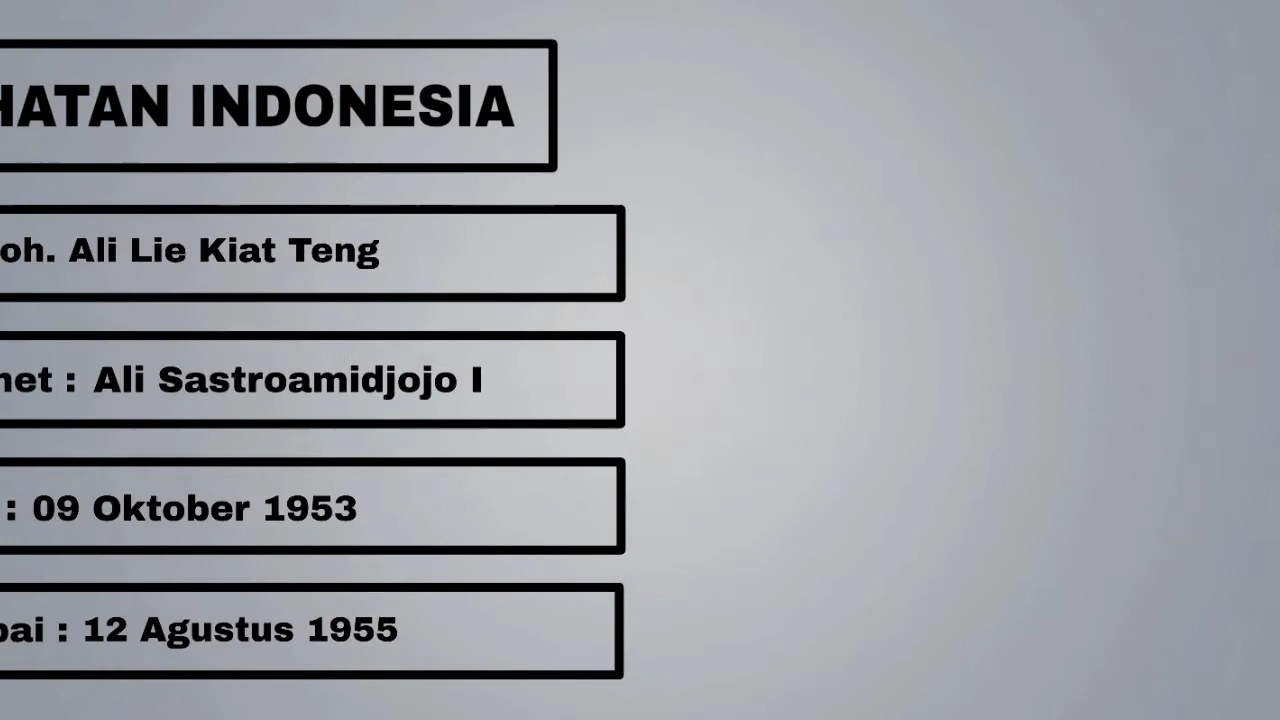 HATAN INDONESIA
oh. Ali Lie Kiat Teng
net : Ali Sastroamidjojo I
: 09 Oktober 1953
pai : 12 Agustus 1955